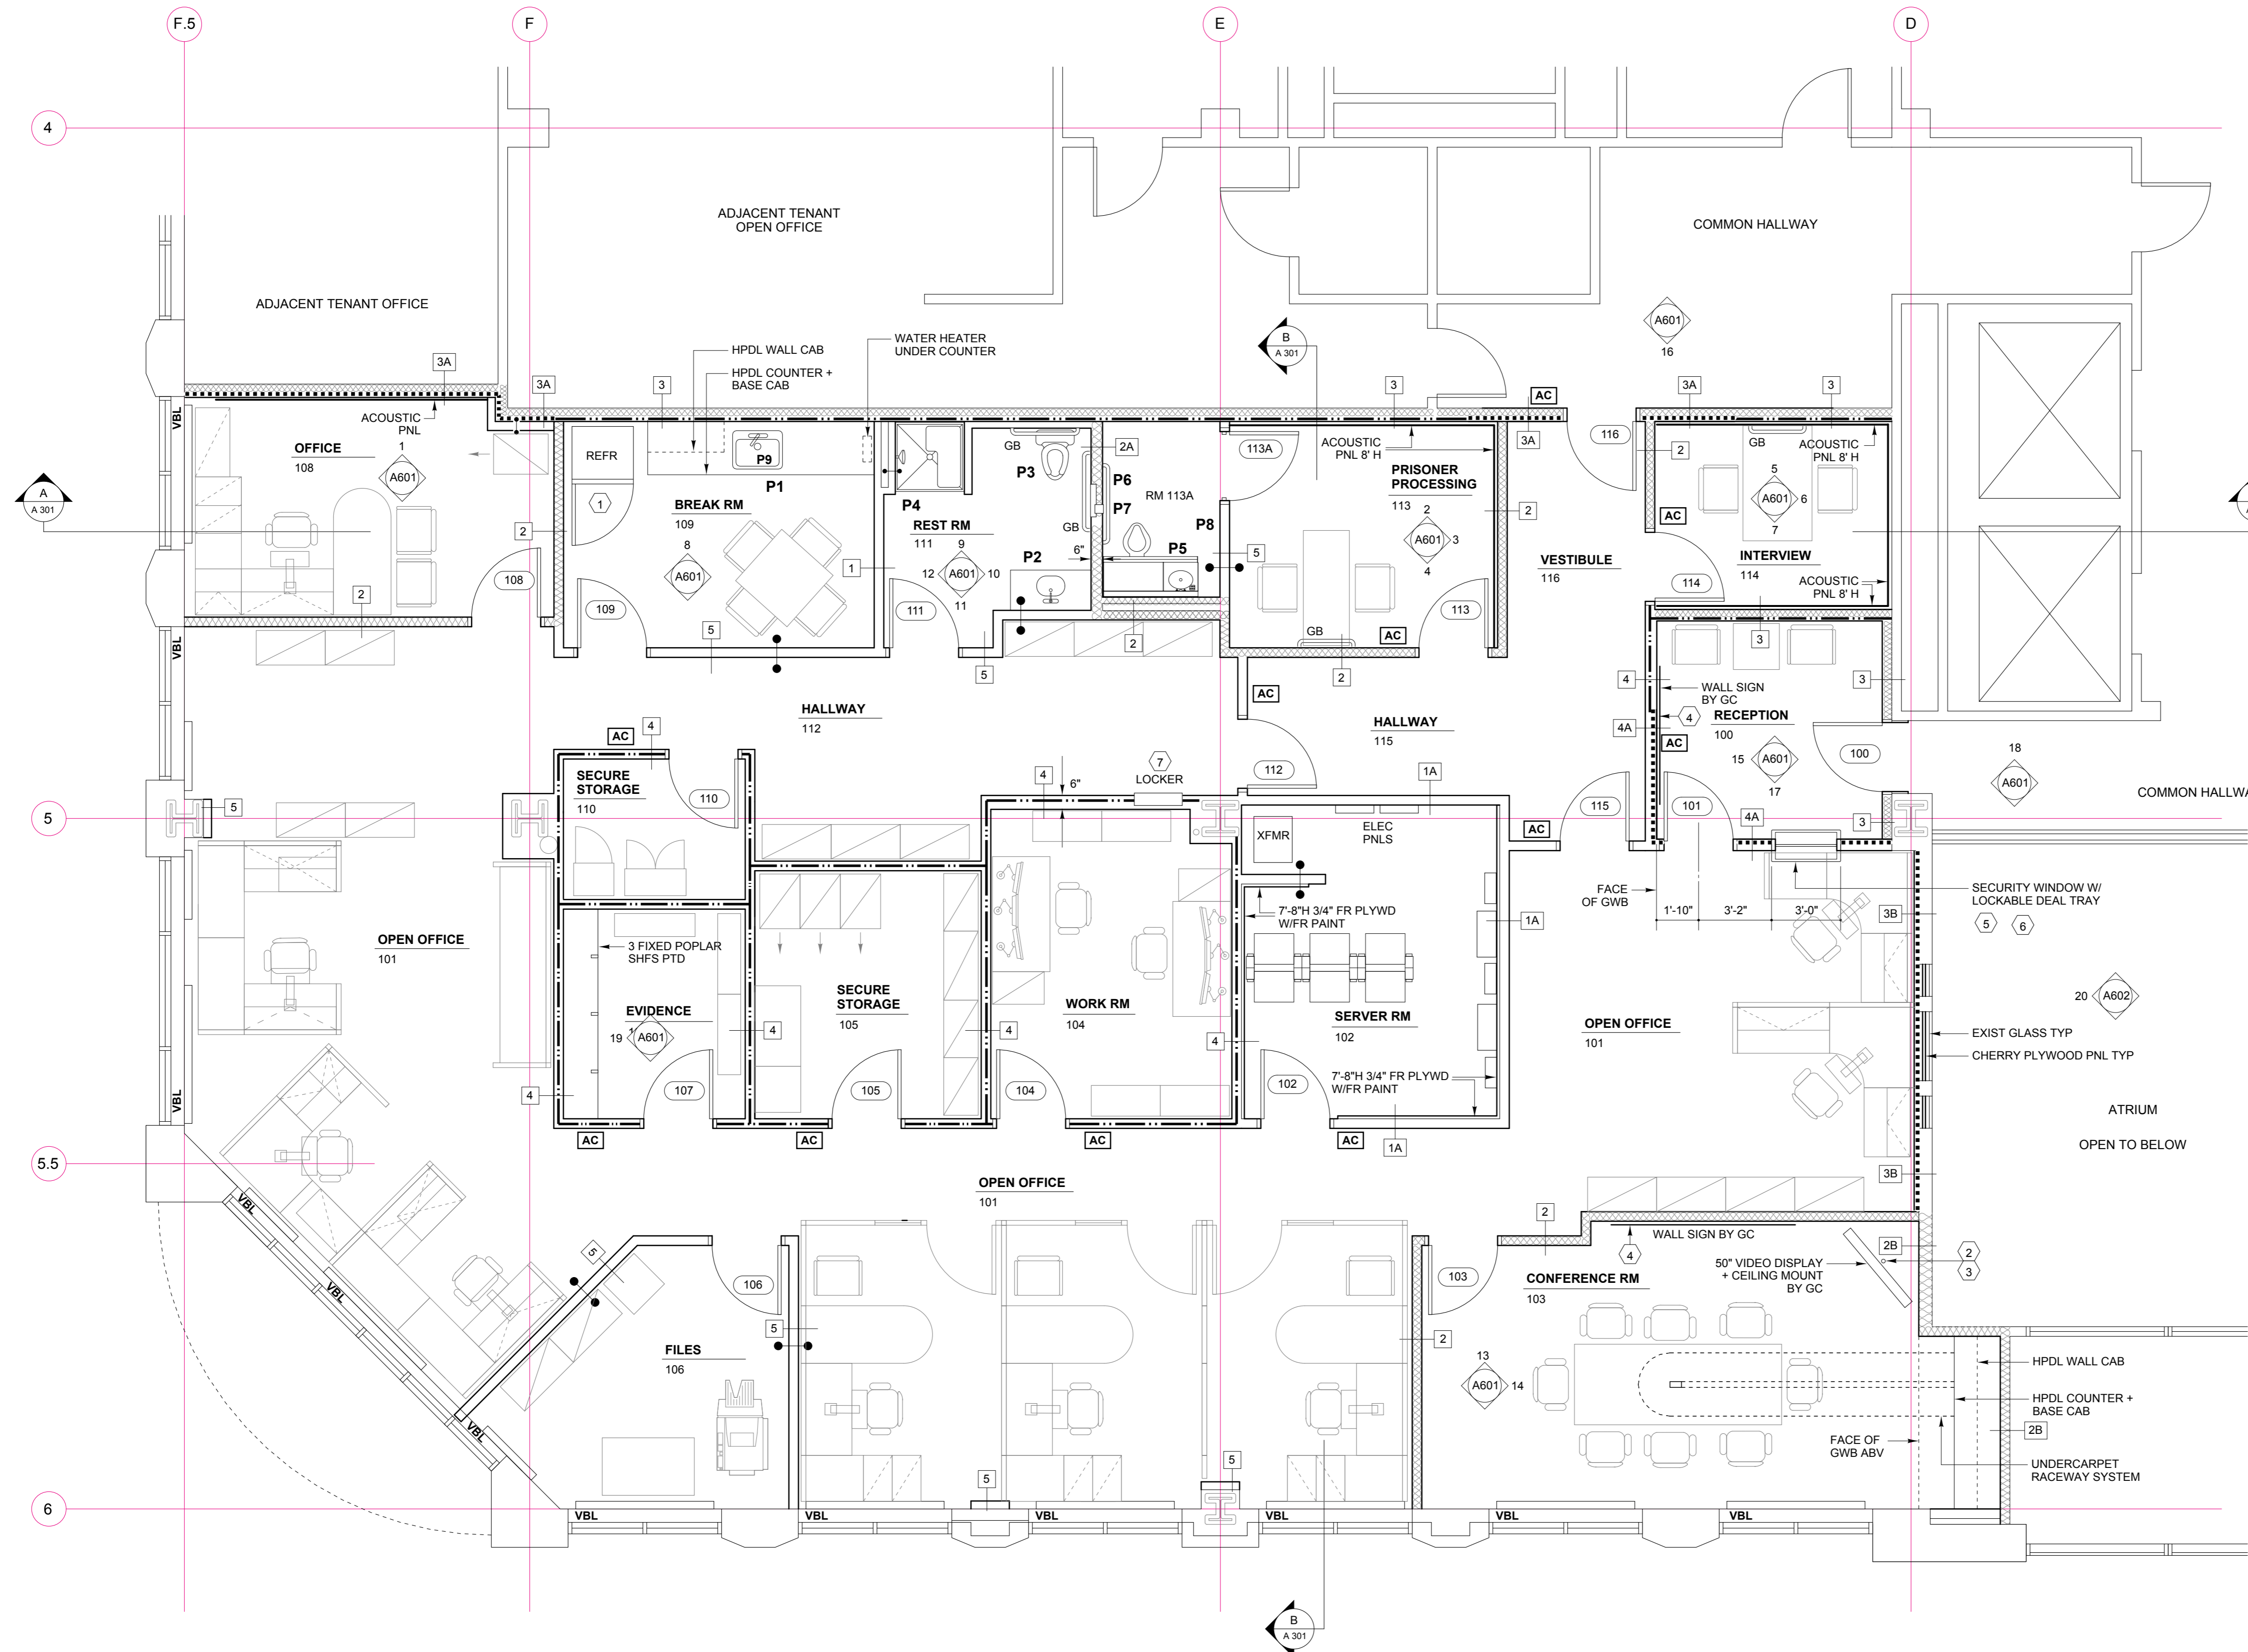 F.5
F
E
D
4
ADJACENT TENANT
OPEN OFFICE
COMMON HALLWAY
ADJACENT TENANT OFFICE
A601
16
B
A 301
WATER HEATER
UNDER COUNTER
HPDL WALL CAB
HPDL COUNTER +
BASE CAB
3A
3A
3
3
AC
3A
3A
3
VBL
ACOUSTIC
PNL
OFFICE
108
1
A601
A
A 301
REFR
P9
P1
1
BREAK RM
109
8
A601
2
108
109
2
5
P4
GB
P3
2A
REST RM
111
9
12
A601
10
11
GB
6"
P2
1
111
5
P6
RM 113A
P7
P8
P5
5
2
113A
ACOUSTIC
PNL 8' H
PRISONER
PROCESSING
113
2
A601
3
4
GB
AC
113
2
2
VESTIBULE
116
116
2
GB
ACOUSTIC
PNL 8' H
5
A601
6
7
AC
INTERVIEW
114
114
ACOUSTIC
PNL 8' H
3
A
VBL
HALLWAY
112
AC
HALLWAY
115
4
WALL SIGN
BY GC
4
4A
AC
RECEPTION
100
15
A601
17
3
100
18
A601
COMMON HALLWA
AC
4
SECURE
STORAGE
110
110
7
LOCKER
4
6"
112
1A
5
5
XFMR
ELEC
PNLS
AC
115
101
4A
3
FACE
OF GWB
1'-10"
3'-2"
3'-0"
SECURITY WINDOW W/
LOCKABLE DEAL TRAY
5
6
3B
OPEN OFFICE
101
3 FIXED POPLAR
SHFS PTD
EVIDENCE
1
19
A601
4
4
107
SECURE
STORAGE
105
4
105
WORK RM
104
104
7'-8"H 3/4" FR PLYWD
W/FR PAINT
1A
SERVER RM
102
4
102
7'-8"H 3/4" FR PLYWD
W/FR PAINT
OPEN OFFICE
101
20
A602
EXIST GLASS TYP
CHERRY PLYWOOD PNL TYP
ATRIUM
OPEN TO BELOW
VBL
AC
AC
AC
AC
1A
5.5
3B
OPEN OFFICE
101
VBL
5
2
WALL SIGN BY GC
4
2B
2
3
50" VIDEO DISPLAY
+ CEILING MOUNT
BY GC
106
103
CONFERENCE RM
103
VBL
FILES
106
5
2
13
A601
14
HPDL WALL CAB
HPDL COUNTER +
BASE CAB
2B
FACE OF
GWB ABV
UNDERCARPET
RACEWAY SYSTEM
VBL
5
5
6
VBL
VBL
VBL
VBL
VBL
VBL
B
A 301